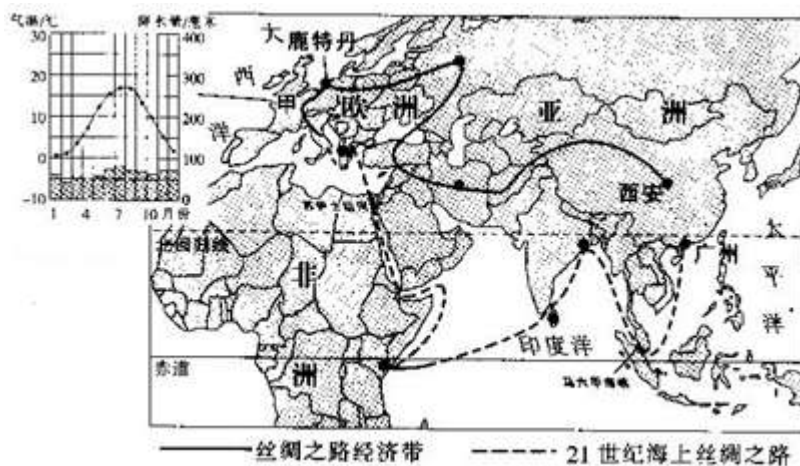 气温/℃ 降水量/毫米
30 400
20 300
10 200
0 100
-10 0
1 4 7 10 月份
大
西
洋
鹿特丹
甲
欧洲
亚洲
西安
北回归线
非
洲
广州
太
平
洋
印度洋
赤道
马六甲海峡
丝绸之路经济带
21世纪海上丝绸之路